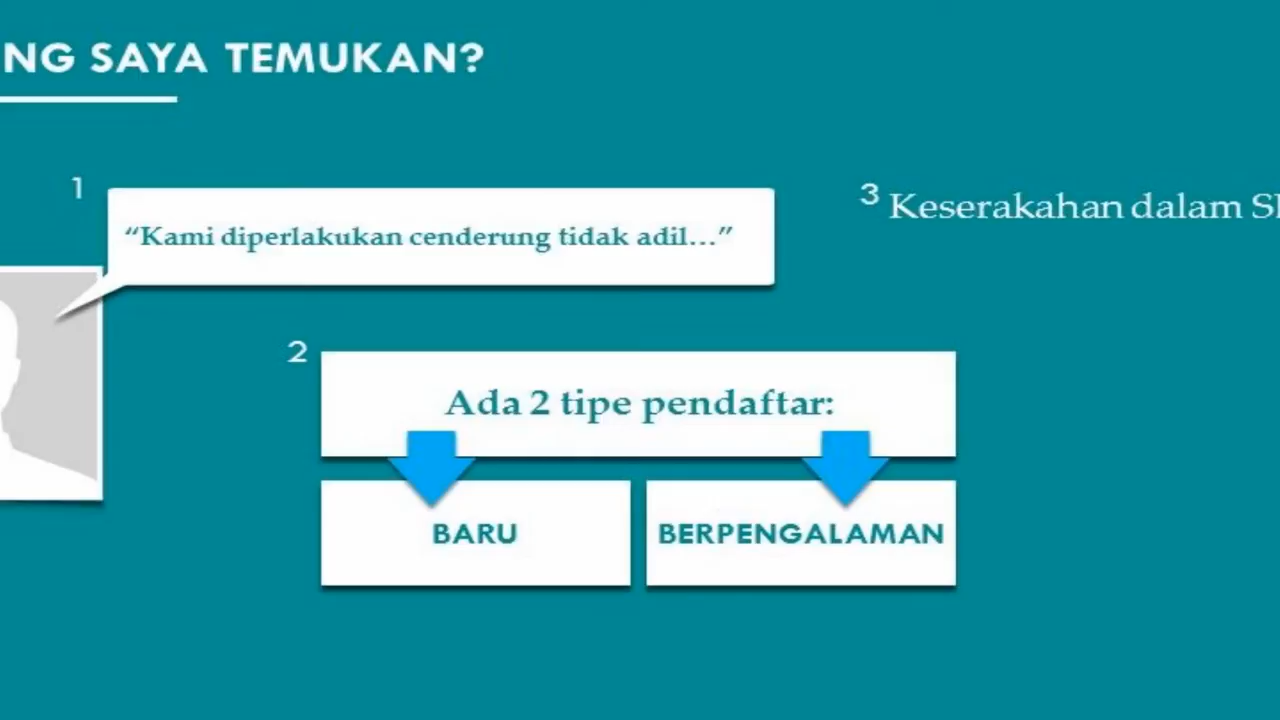 NG SAYA TEMUKAN?
1
“Kami diperlakukan cenderung tidak adil...”
2
Ada 2 tipe pendaftar:
BARU
BERPENGALAMAN
3 Keserakahan dalam